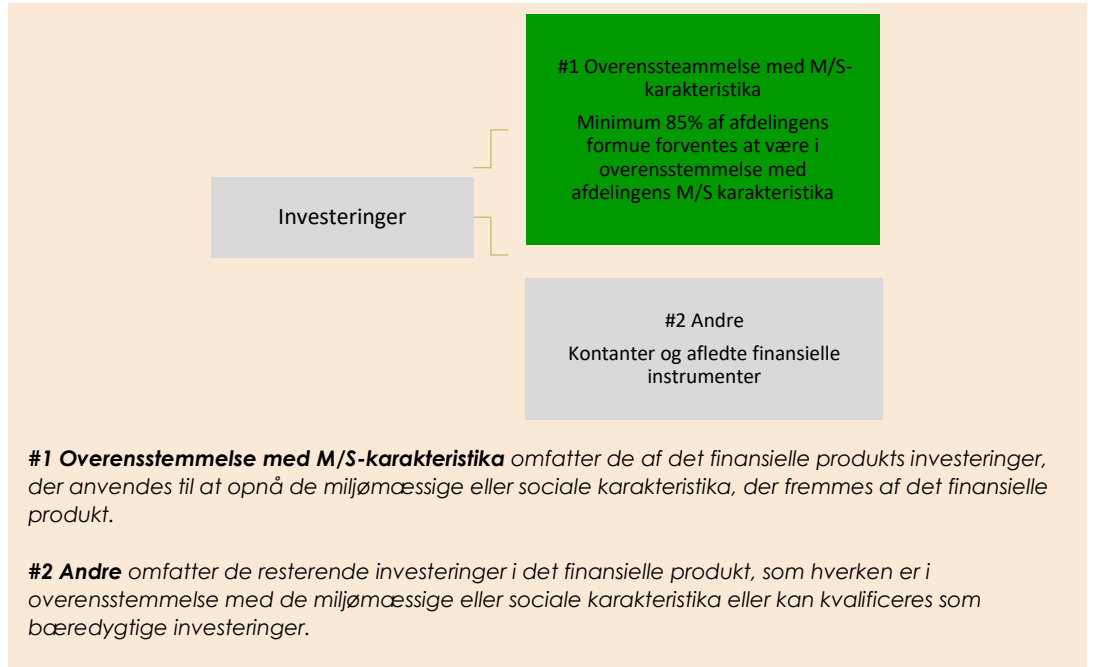 #1 Overenssteammelse med M/S-
karakteristika
Minimum 85% af afdelingens
formue forventes at være i
overensstemmelse med
afdelingens M/S karakteristika
Investeringer
#2 Andre
Kontanter og afledte finansielle
instrumenter
#1 Overensstemmelse med M/S-karakteristika omfatter de af det finansielle produkts investeringer,
der anvendes til at opnå de miljømæssige eller sociale karakteristika, der fremmes af det finansielle
produkt.
#2 Andre omfatter de resterende investeringer i det finansielle produkt, som hverken er i
overensstemmelse med de miljømæssige eller sociale karakteristika eller kan kvalificeres som
bæredygtige investeringer.